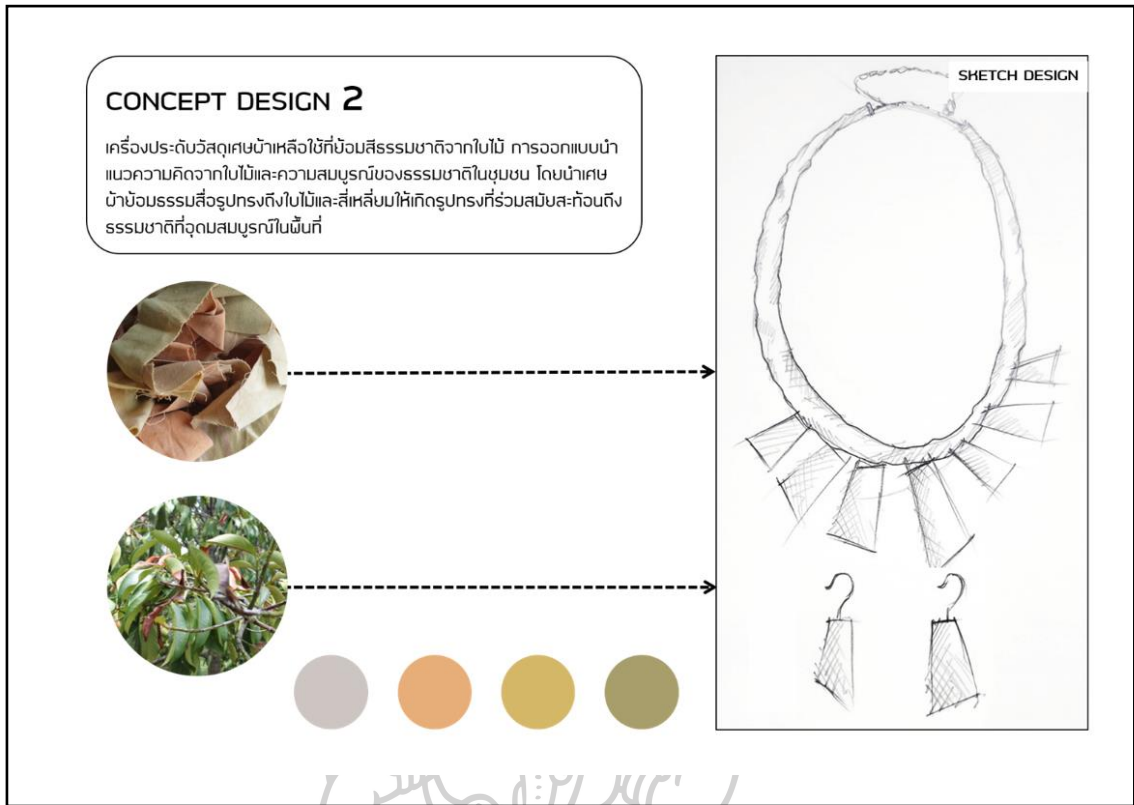 CONCEPT DESIGN 2
เครื่องประดับวัสดุเศษผ้าเหลือใช้ที่ย้อมสีธรรมชาติจากใบไม้ การออกแบบนำ
แนวความคิดจากใบไม้และความสมบูรณ์ของธรรมชาติในชุมชน โดยนำเศษ
ผ้าย้อมธรรมสื่อรูปทรงถึงใบไม้และสี่เหลี่ยมให้เกิดรูปทรงที่ร่วมสมัยสะท้อนถึง
ธรรมชาติที่อุดมสมบูรณ์ในพื้นที่
SKETCH DESIGN